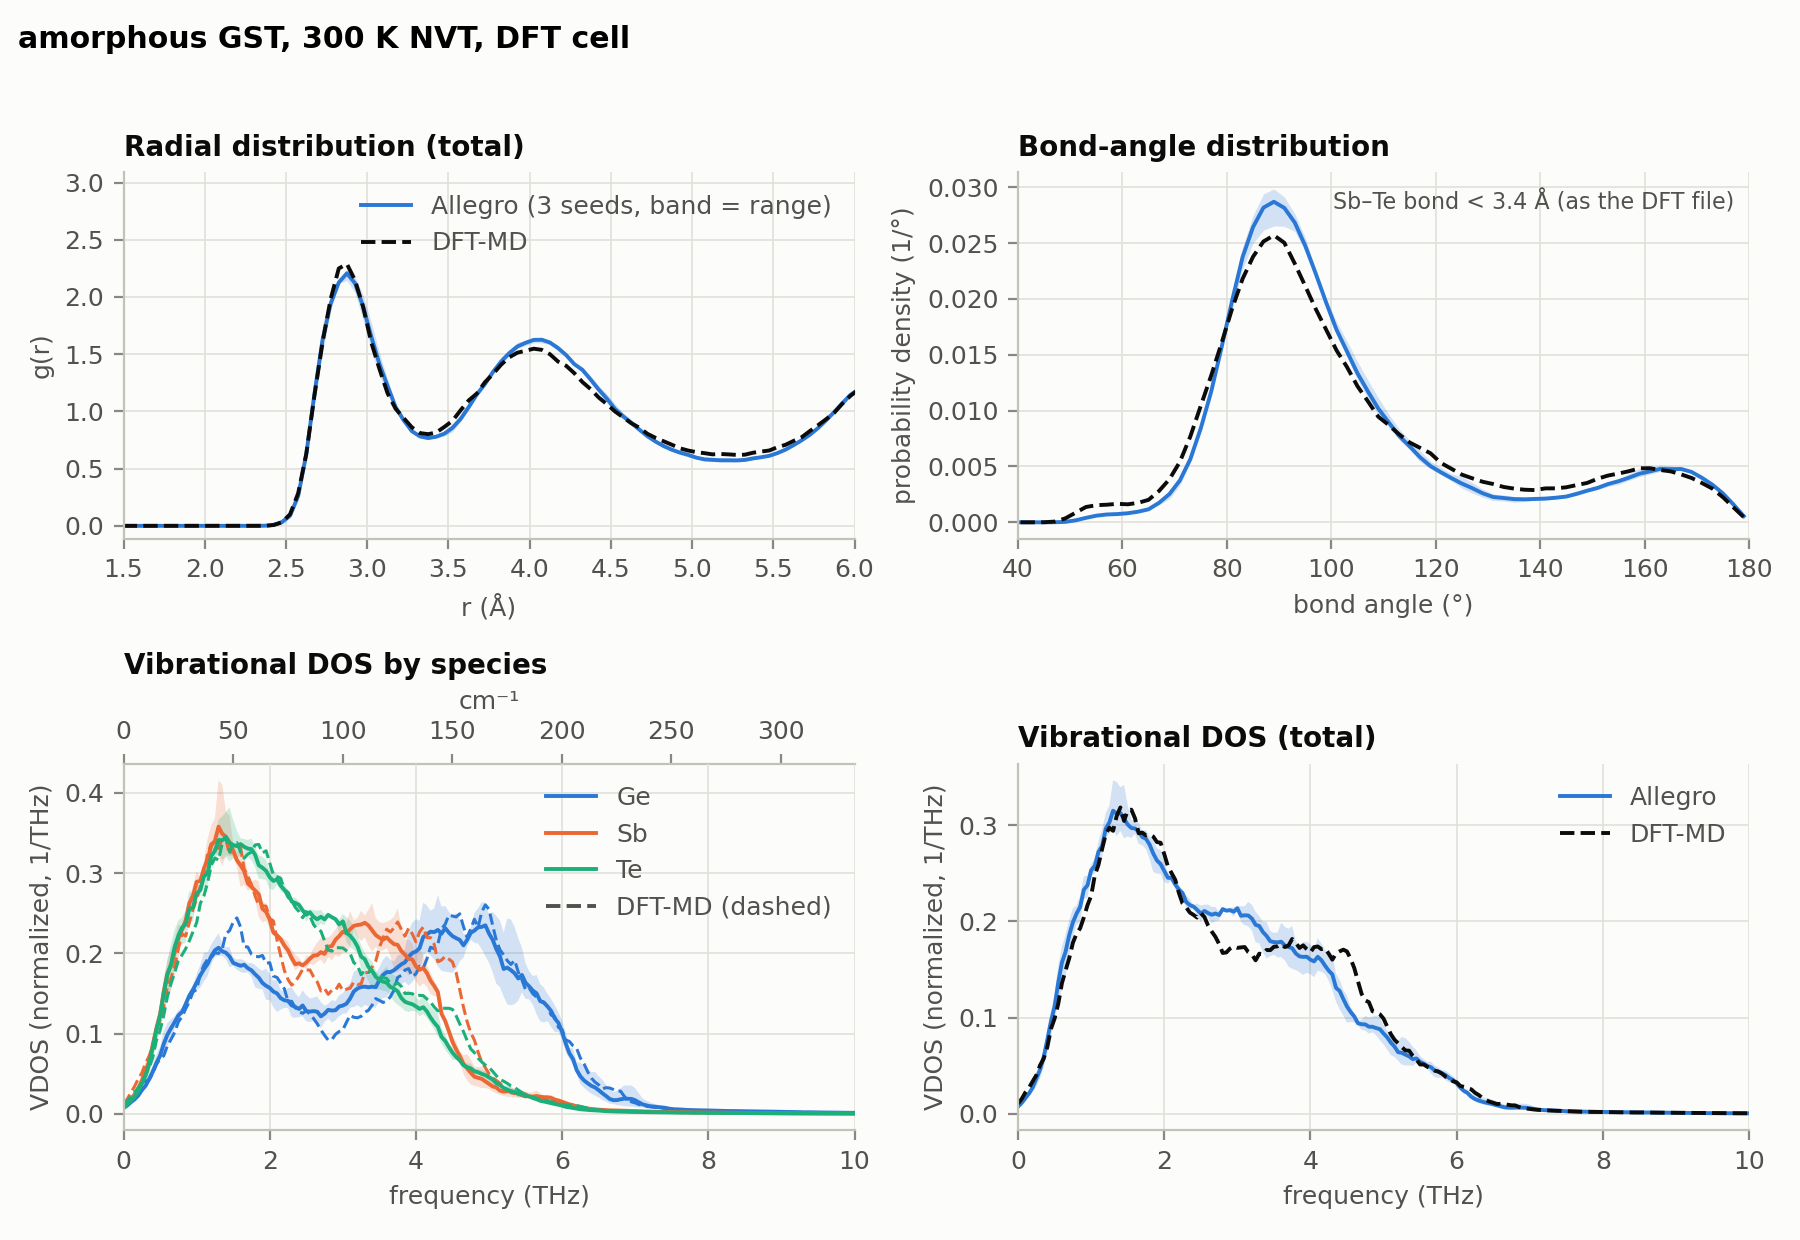 amorphous GST, 300 K NVT, DFT cell
Radial distribution (total)
g(r)
3.0
2.5
2.0
1.5
1.0
0.5
0.0
Allegro (3 seeds, band = range)
DFT-MD
1.5 2.0 2.5 3.0 3.5 4.0 4.5 5.0 5.5 6.0
r (Å)
Bond-angle distribution
probability density (1/°)
0.030
0.025
0.020
0.015
0.010
0.005
0.000
Sb–Te bond < 3.4 Å (as the DFT file)
40 60 80 100 120 140 160 180
bond angle (°)
Vibrational DOS by species
cm⁻¹
0 50 100 150 200 250 300
VDOS (normalized, 1/THz)
0.4
0.3
0.2
0.1
0.0
Ge
Sb
Te
DFT-MD (dashed)
0 2 4 6 8 10
frequency (THz)
Vibrational DOS (total)
VDOS (normalized, 1/THz)
0.3
0.2
0.1
0.0
Allegro
DFT-MD
0 2 4 6 8 10
frequency (THz)